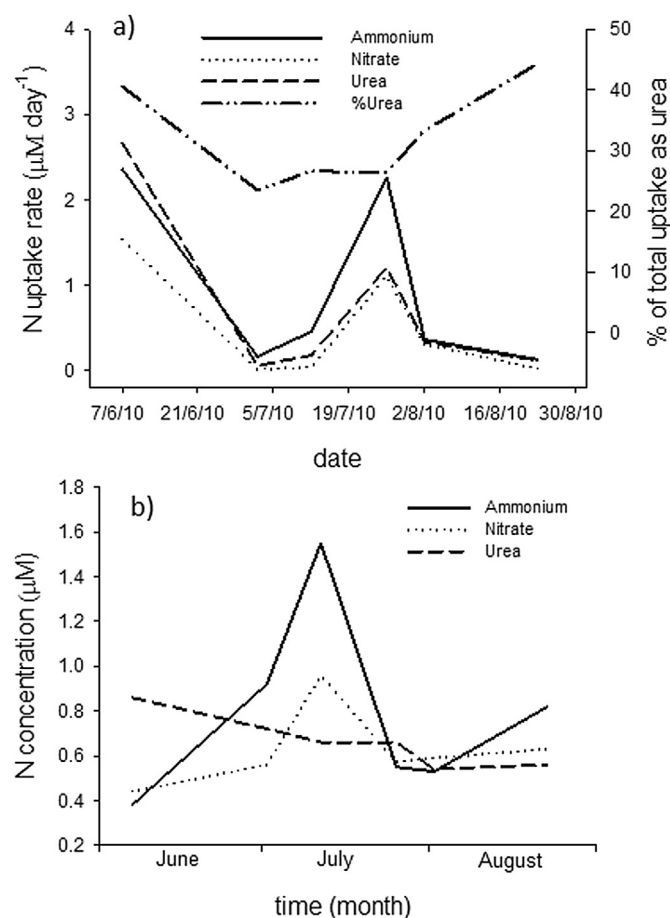 a)
Ammonium
Nitrate
Urea
%Urea
N uptake rate (μM day⁻¹)
4
3
2
1
0
% of total uptake as urea
50
40
30
20
10
0
7/6/10 21/6/10 5/7/10 19/7/10 2/8/10 16/8/10 30/8/10
date
b)
Ammonium
Nitrate
Urea
N concentration (μM)
1.8
1.6
1.4
1.2
1.0
0.8
0.6
0.4
0.2
June July August
time (month)